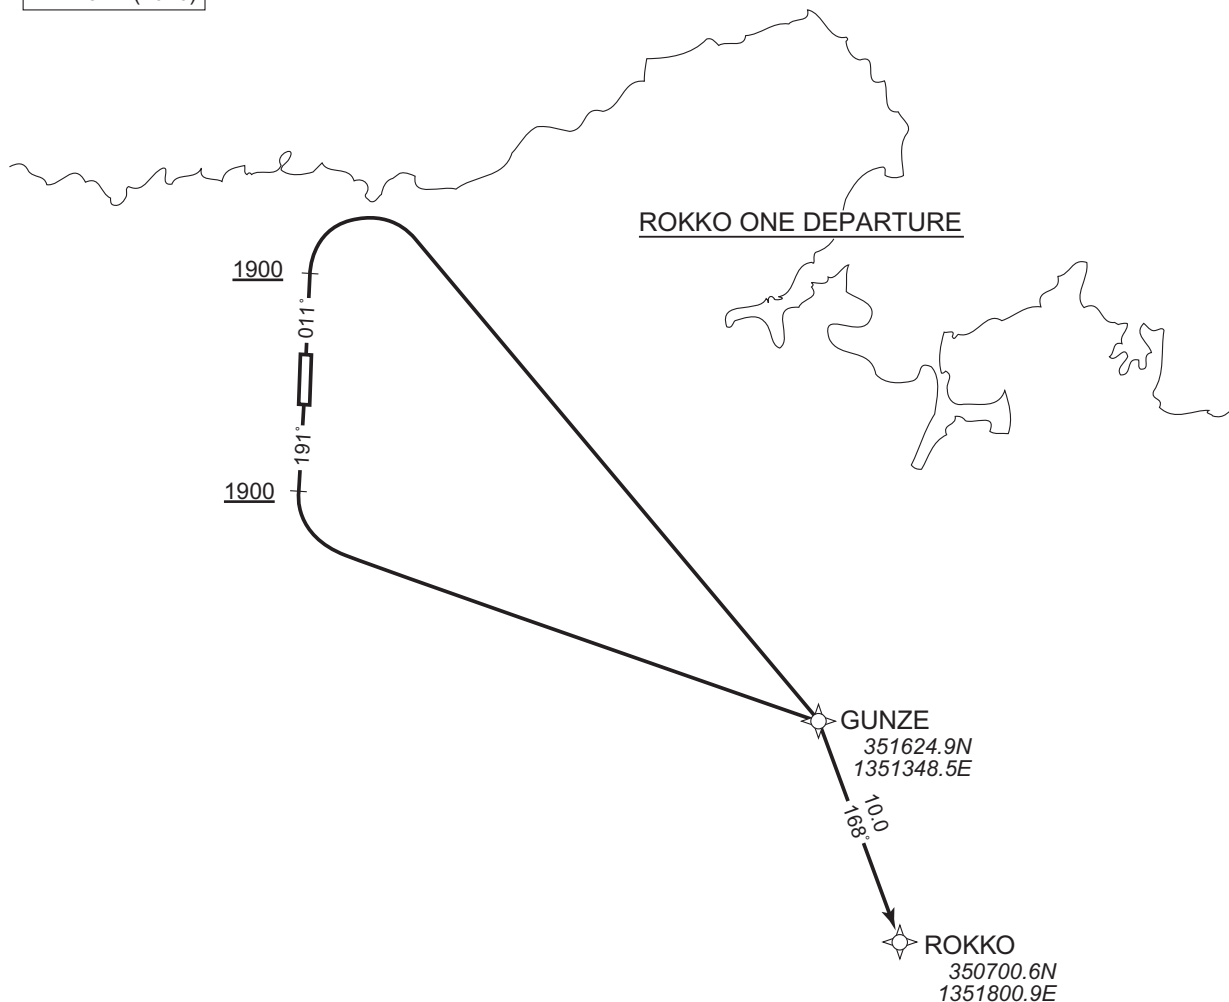 ROKKO ONE DEPARTURE
1900
011°
191°
1900
GUNZE
351624.9N
1351348.5E
10.0
168°
ROKKO
350700.6N
1351800.9E